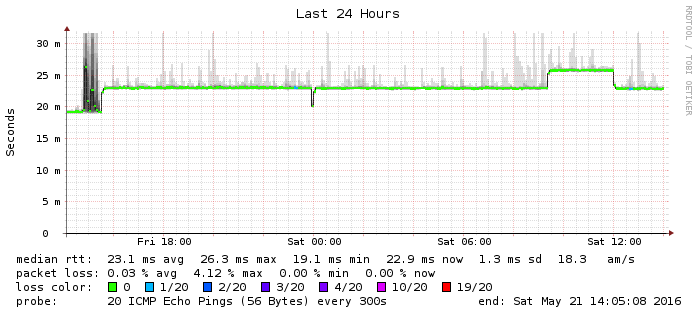 Last 24 Hours
RRDTOOL / TOBI OETIKER
Seconds
30 m
25 m
20 m
15 m
10 m
5 m
0
Fri 18:00 Sat 00:00 Sat 06:00 Sat 12:00
median rtt: 23.1 ms avg 26.3 ms max 19.1 ms min 22.9 ms now 1.3 ms sd 18.3 am/s
packet loss: 0.03 % avg 4.12 % max 0.00 % min 0.00 % now
loss color: 0 1/20 2/20 3/20 4/20 10/20 19/20
probe: 20 ICMP Echo Pings (56 Bytes) every 300s end: Sat May 21 14:05:08 2016